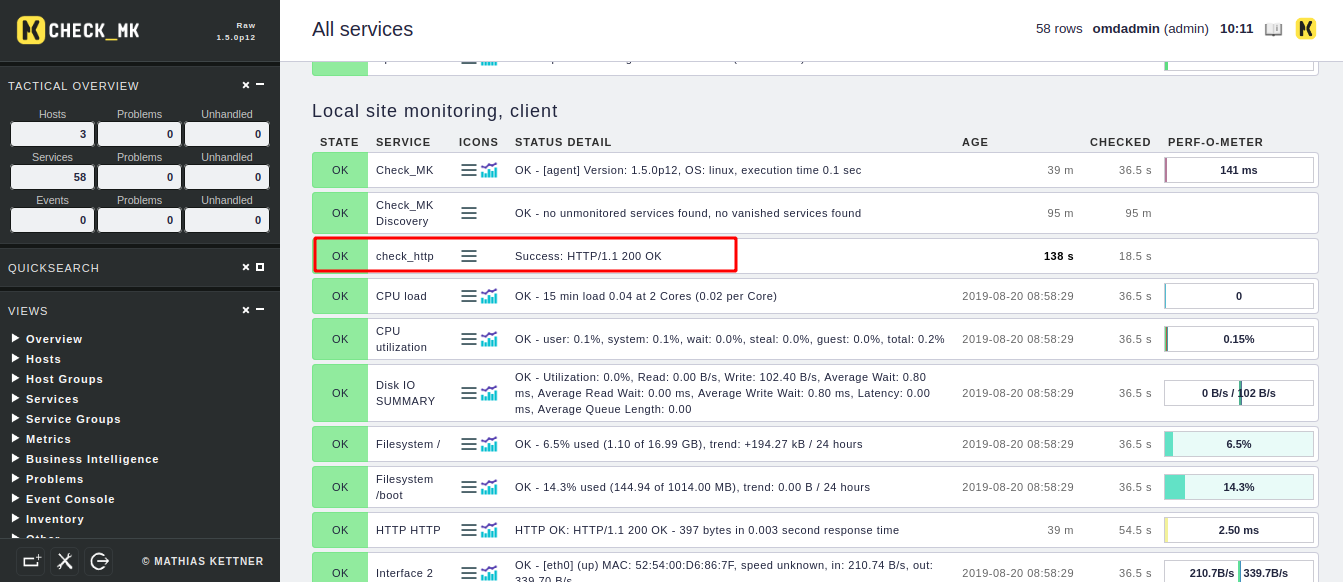 CHECK_MK
Raw
1.5.0p12
All services
58 rows omdadmin (admin) 10:11
TACTICAL OVERVIEW
Hosts Problems Unhandled
3 0 0
Services Problems Unhandled
58 0 0
Events Problems Unhandled
0 0 0
QUICKSEARCH
VIEWS
Overview
Hosts
Host Groups
Services
Service Groups
Metrics
Business Intelligence
Problems
Event Console
Inventory
Other
© MATHIAS KETTNER
Local site monitoring, client
STATE SERVICE ICONS STATUS DETAIL AGE CHECKED PERF-O-METER
OK Check_MK OK - [agent] Version: 1.5.0p12, OS: linux, execution time 0.1 sec 39 m 36.5 s 141 ms
OK Check_MK Discovery OK - no unmonitored services found, no vanished services found 95 m 95 m
OK check_http Success: HTTP/1.1 200 OK 138 s 18.5 s
OK CPU load OK - 15 min load 0.04 at 2 Cores (0.02 per Core) 2019-08-20 08:58:29 36.5 s 0
OK CPU utilization OK - user: 0.1%, system: 0.1%, wait: 0.0%, steal: 0.0%, guest: 0.0%, total: 0.2% 2019-08-20 08:58:29 36.5 s 0.15%
OK Disk IO SUMMARY OK - Utilization: 0.0%, Read: 0.00 B/s, Write: 102.40 B/s, Average Wait: 0.80
ms, Average Read Wait: 0.00 ms, Average Write Wait: 0.80 ms, Latency: 0.00
ms, Average Queue Length: 0.00 2019-08-20 08:58:29 36.5 s 0 B/s / 102 B/s
OK Filesystem / OK - 6.5% used (1.10 of 16.99 GB), trend: +194.27 kB / 24 hours 2019-08-20 08:58:29 36.5 s 6.5%
OK Filesystem /boot OK - 14.3% used (144.94 of 1014.00 MB), trend: 0.00 B / 24 hours 2019-08-20 08:58:29 36.5 s 14.3%
OK HTTP HTTP HTTP OK: HTTP/1.1 200 OK - 397 bytes in 0.003 second response time 39 m 54.5 s 2.50 ms
OK Interface 2 OK - [eth0] (up) MAC: 52:54:00:D6:86:7F, speed unknown, in: 210.74 B/s, out:
339.70 B/s 2019-08-20 08:58:29 36.5 s 210.7B/s 339.7B/s